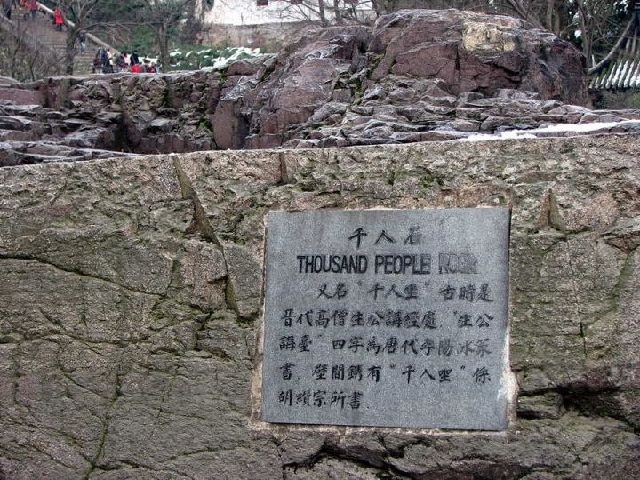 千人石
THOUSAND PEOPLE ROCK
又名“千人坐”古時是
晉代高僧生公講經處，“生公
講臺”四字爲唐代李陽冰篆
書．壁間鐫有“千人坐”係
胡纘宗所書．